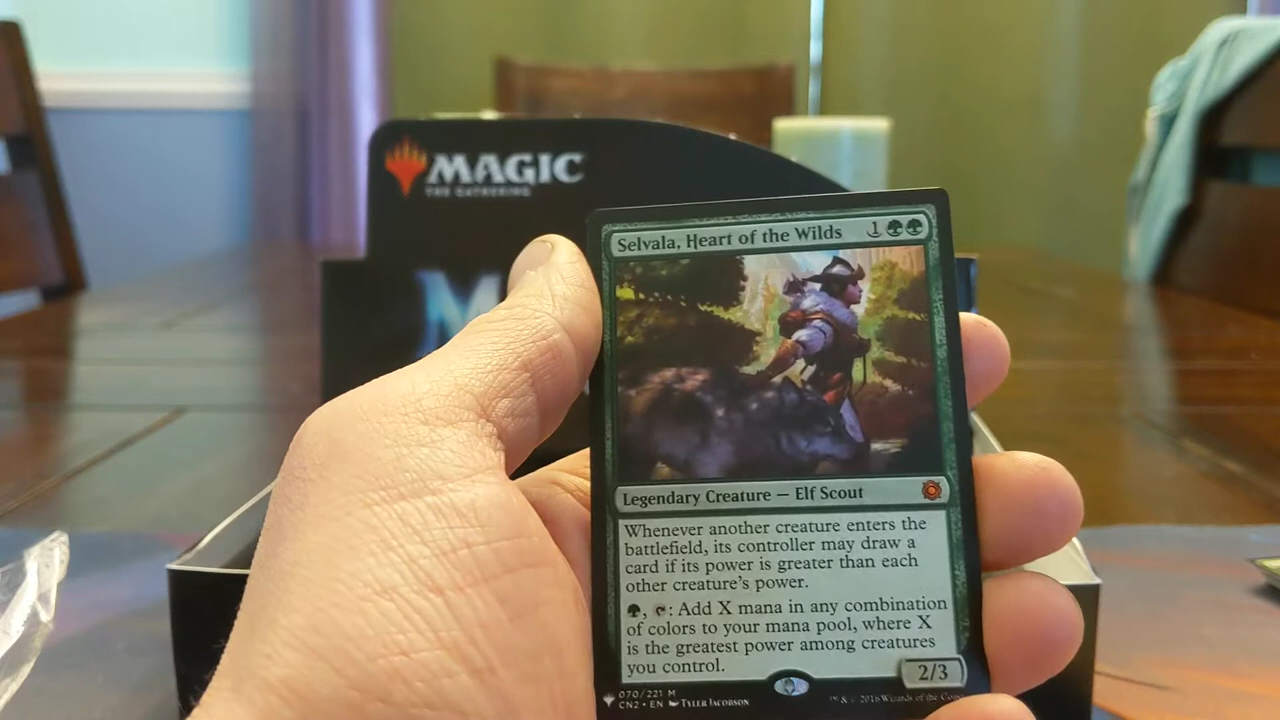 MAGIC
THE GATHERING
M
Selvala, Heart of the Wilds 1
Legendary Creature — Elf Scout
Whenever another creature enters the
battlefield, its controller may draw a
card if its power is greater than each
other creature's power.
, : Add X mana in any combination
of colors to your mana pool, where X
is the greatest power among creatures
you control.
2/3
070/221 M
CN2 • EN Tyler Jacobson
™ & © 2016 Wizards of the